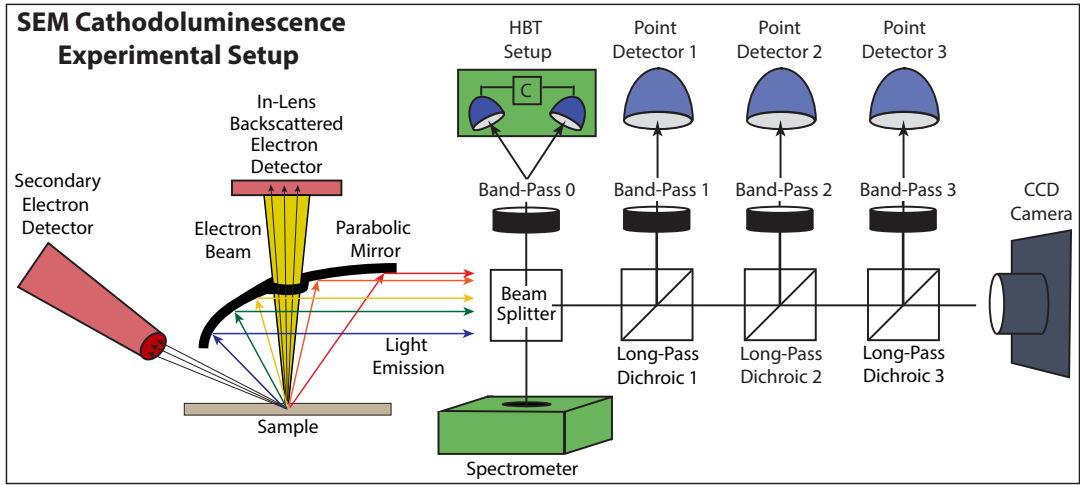 SEM Cathodoluminescence
Experimental Setup
HBT
Setup
Point
Detector 1
Point
Detector 2
Point
Detector 3
C
In-Lens
Backscattered
Electron
Detector
Secondary
Electron
Detector
Electron
Beam
Parabolic
Mirror
Band-Pass 0
Band-Pass 1
Band-Pass 2
Band-Pass 3
CCD
Camera
Beam
Splitter
Light
Emission
Long-Pass
Dichroic 1
Long-Pass
Dichroic 2
Long-Pass
Dichroic 3
Sample
Spectrometer